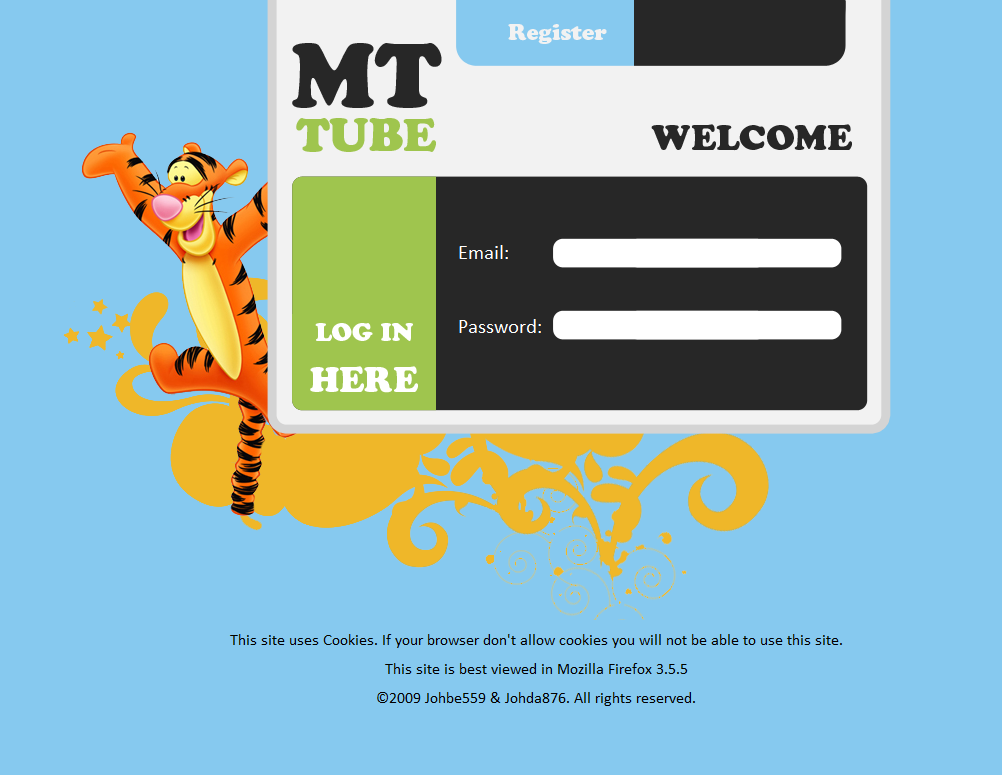 Register
MT
TUBE
WELCOME
Email:
Password:
LOG IN
HERE
This site uses Cookies. If your browser don't allow cookies you will not be able to use this site.
This site is best viewed in Mozilla Firefox 3.5.5
©2009 Johbe559 & Johda876. All rights reserved.